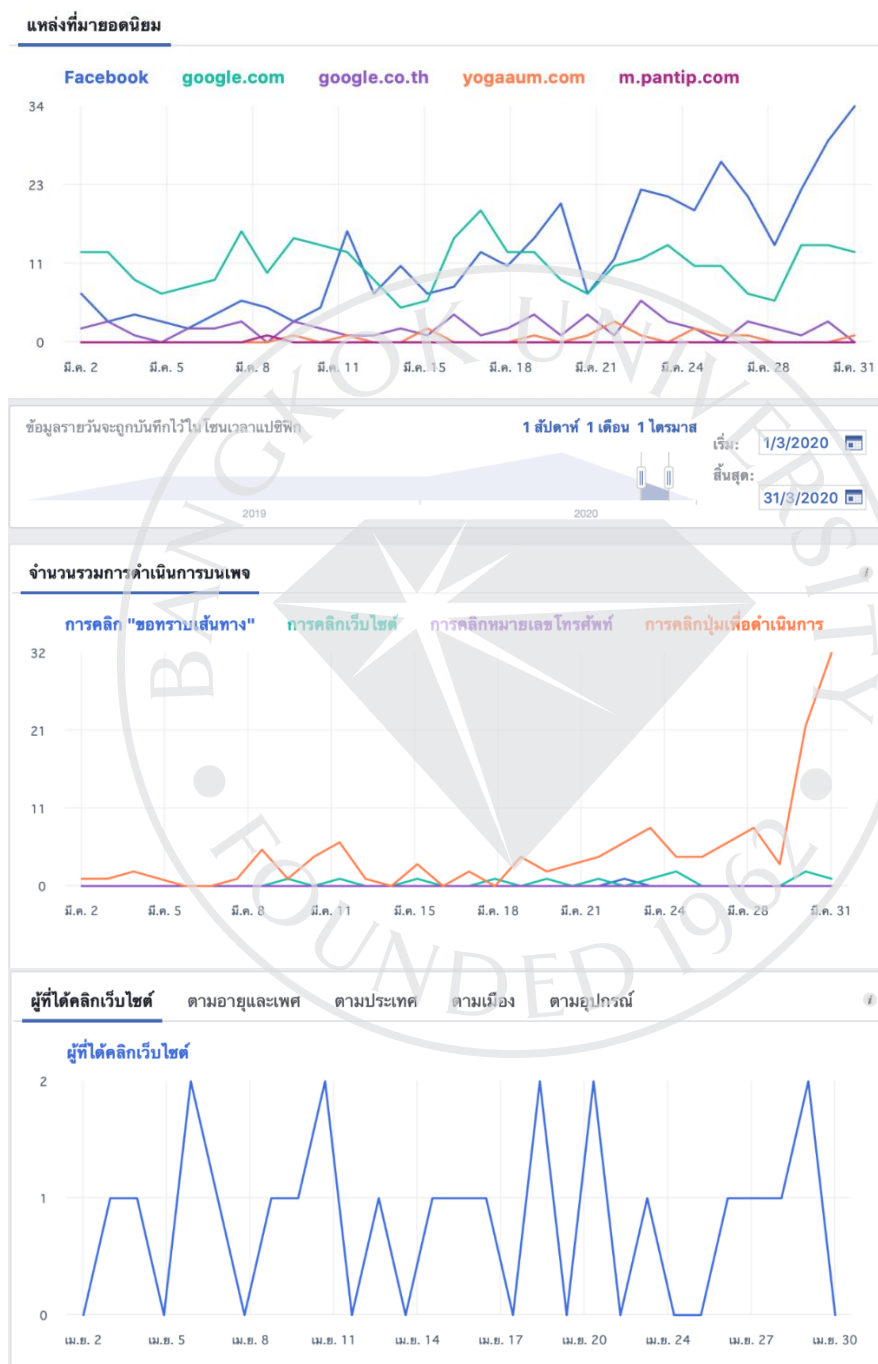 แหล่งที่มายอดนิยม
Facebook google.com google.co.th yogaaum.com m.pantip.com
34
23
11
0
มี.ค. 2 มี.ค. 5 มี.ค. 8 มี.ค. 11 มี.ค. 15 มี.ค. 18 มี.ค. 21 มี.ค. 24 มี.ค. 28 มี.ค. 31
ข้อมูลรายวันจะถูกบันทึกไว้ในโซนเวลาแปซิฟิก 1 สัปดาห์ 1 เดือน 1 ไตรมาส
เริ่ม: 1/3/2020
สิ้นสุด:
31/3/2020
2019 2020
จำนวนรวมการดำเนินการบนเพจ
การคลิก "ขอทราบเส้นทาง" การคลิกเว็บไซต์ การคลิกหมายเลขโทรศัพท์ การคลิกปุ่มเพื่อดำเนินการ
32
21
11
0
มี.ค. 2 มี.ค. 5 มี.ค. 8 มี.ค. 11 มี.ค. 15 มี.ค. 18 มี.ค. 21 มี.ค. 24 มี.ค. 28 มี.ค. 31
ผู้ที่ได้คลิกเว็บไซต์ ตามอายุและเพศ ตามประเทศ ตามเมือง ตามอุปกรณ์
ผู้ที่ได้คลิกเว็บไซต์
2
1
0
เม.ย. 2 เม.ย. 5 เม.ย. 8 เม.ย. 11 เม.ย. 14 เม.ย. 17 เม.ย. 20 เม.ย. 24 เม.ย. 27 เม.ย. 30
BANGKOK UNIVERSITY
FOUNDED 1962